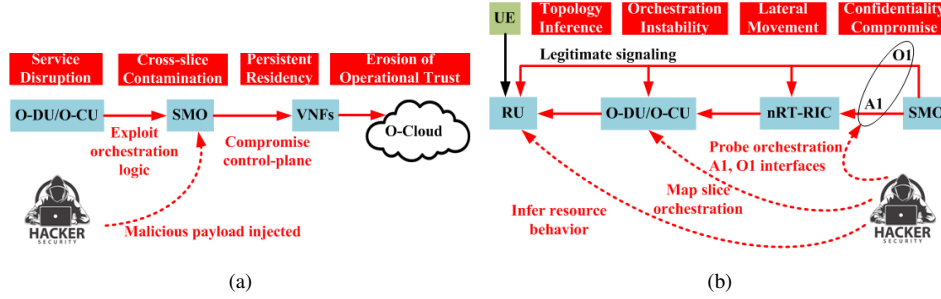 Service
Disruption
Cross-slice
Contamination
Persistent
Residency
Erosion of
Operational Trust
O-DU/O-CU
SMO
VNFs
O-Cloud
Exploit
orchestration
logic
Compromise
control-plane
HACKER
SECURITY
Malicious payload injected
(a)
UE
Topology
Inference
Orchestration
Instability
Lateral
Movement
Confidentiality
Compromise
Legitimate signaling
O1
A1
RU
O-DU/O-CU
nRT-RIC
SMO
Probe orchestration
A1, O1 interfaces
Map slice
orchestration
Infer resource
behavior
HACKER
SECURITY
(b)